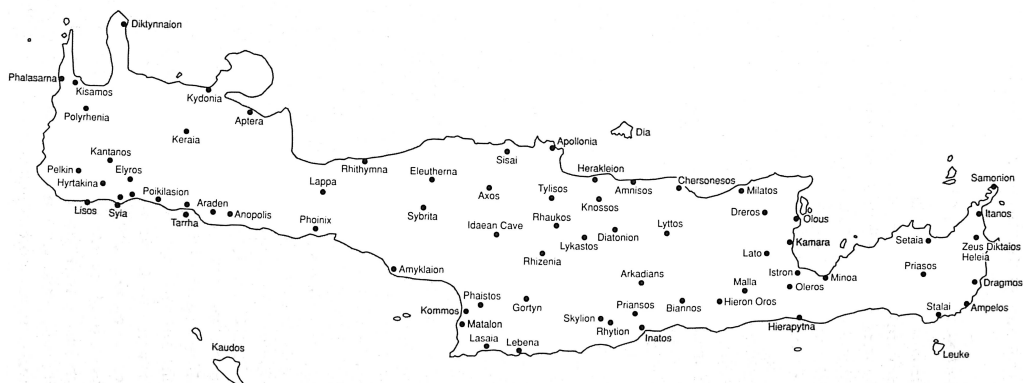 Diktynnaion
Phalasarna
Kisamos
Polyrhenia
Kydonia
Aptera
Keraia
Kantanos
Pelkin
Elyros
Hyrtakina
Poikilasion
Lisos
Syia
Araden
Anopolis
Tarrha
Rhithymna
Lappa
Phoinix
Eleutherna
Sisai
Axos
Sybrita
Idaean Cave
Amyklaion
Apollonia
Dia
Herakleion
Amnisos
Tylisos
Knossos
Rhaukos
Diatonion
Lykastos
Rhizenia
Chersonesos
Milatos
Dreros
Olous
Lyttos
Kamara
Lato
Arkadians
Istron
Minoa
Oleros
Malla
Hieron Oros
Biannos
Phaistos
Kommos
Gortyn
Matalon
Lasaia
Lebena
Priansos
Skylion
Rhytion
Inatos
Hierapytna
Samonion
Itanos
Setaia
Zeus Diktaios
Heleia
Priasos
Dragmos
Stalai
Ampelos
Leuke
Kaudos